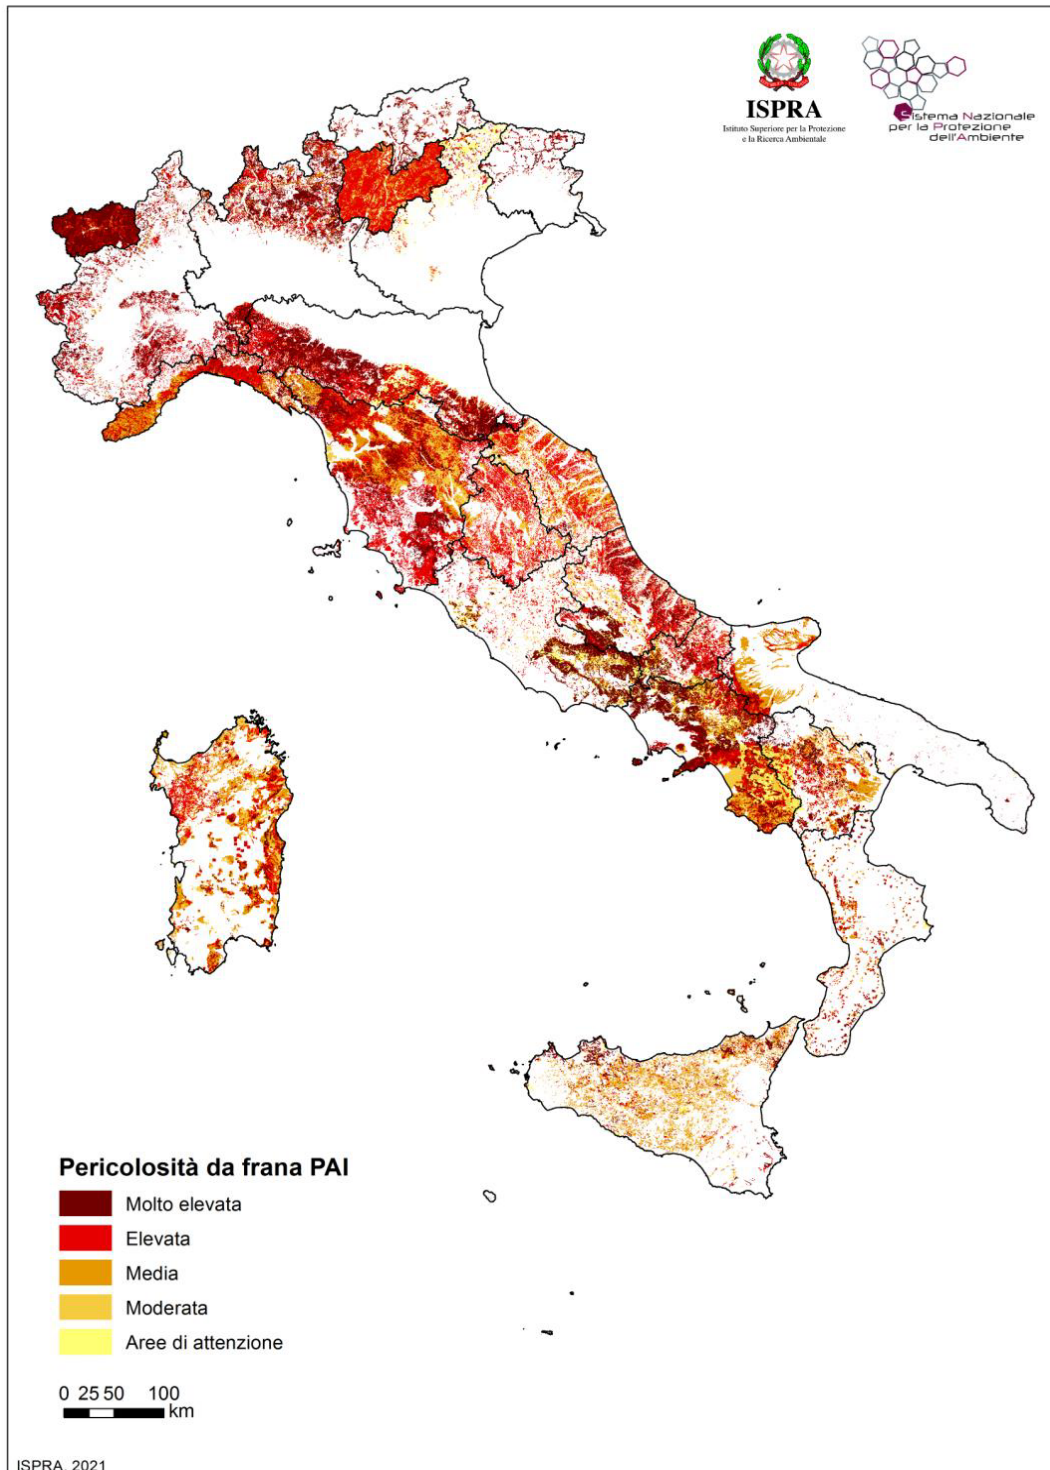 ISPRA
Istituto Superiore per la Protezione
e la Ricerca Ambientale
Sistema Nazionale
per la Protezione
dell'Ambiente
Pericolosità da frana PAI
Molto elevata
Elevata
Media
Moderata
Aree di attenzione
0 25 50 100
km
ISPRA, 2021